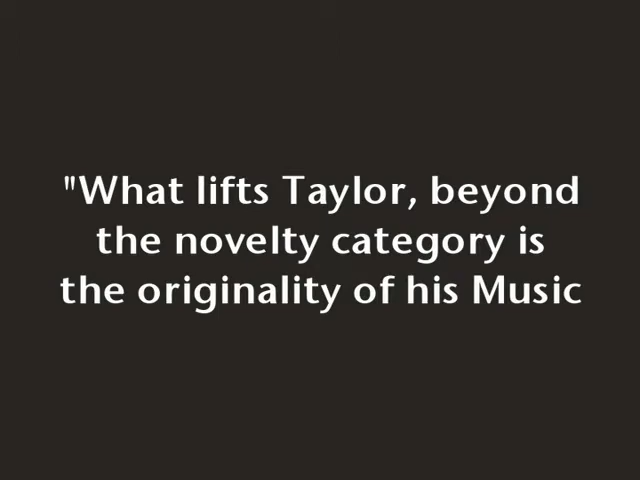 "What lifts Taylor, beyond
the novelty category is
the originality of his Music